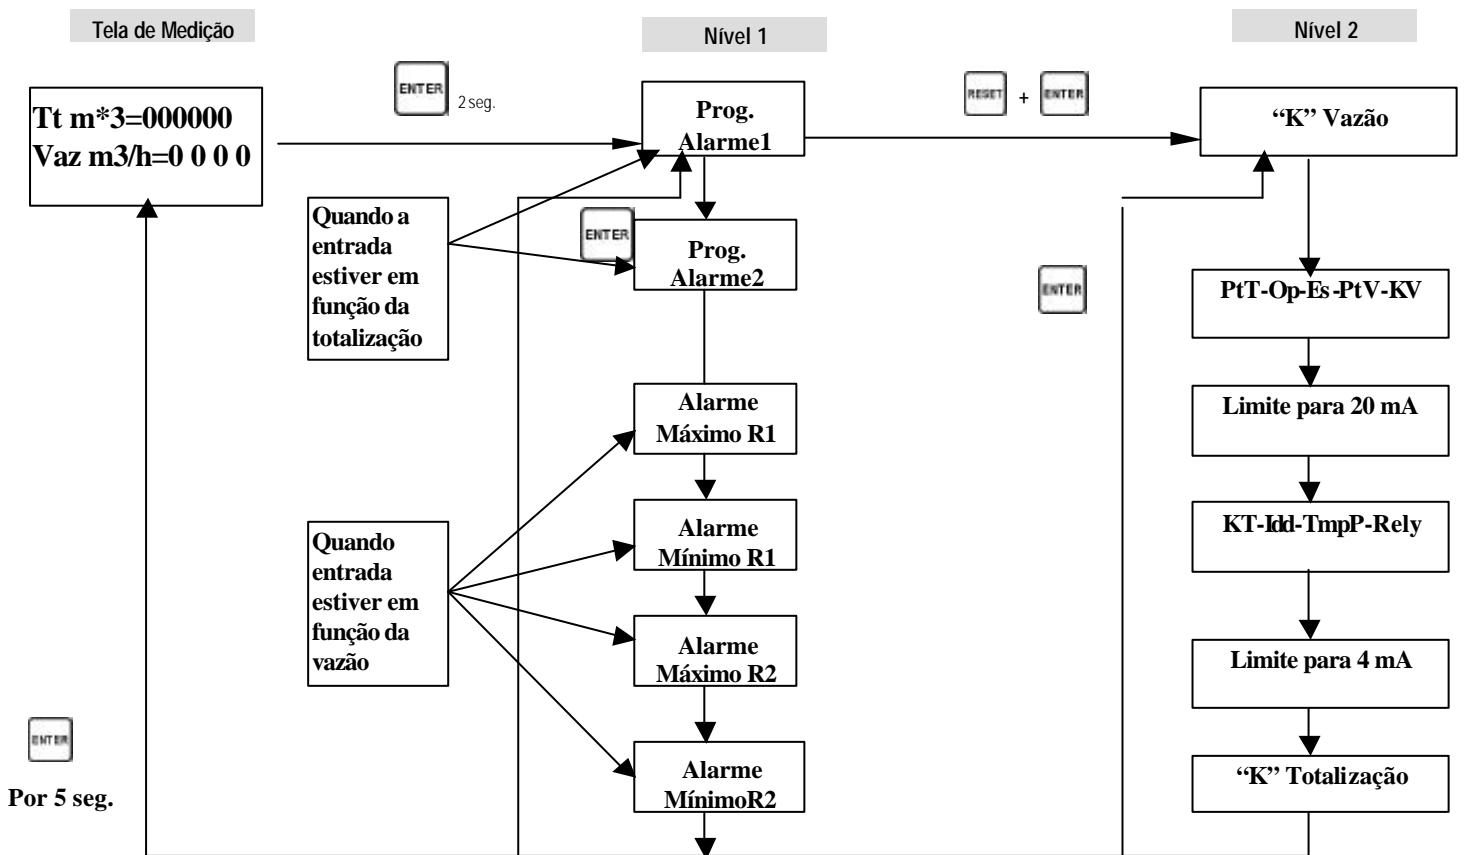 Tela de Medição
Nível 1
Nível 2
ENTER
2 seg.
RESET
+
ENTER
Tt m*3=000000
Vaz m3/h=0 0 0 0
Prog.
Alarme1
“K” Vazão
Quando a
entrada
estiver em
função da
totalização
ENTER
Prog.
Alarme2
ENTER
PtT-Op-Es-PtV-KV
Alarme
Máximo R1
Limite para 20 mA
Quando
entrada
estiver em
função da
vazão
Alarme
Mínimo R1
KT-Idd-TmpP-Rely
Alarme
Máximo R2
Limite para 4 mA
ENTER
Por 5 seg.
Alarme
MínimoR2
“K” Totalização